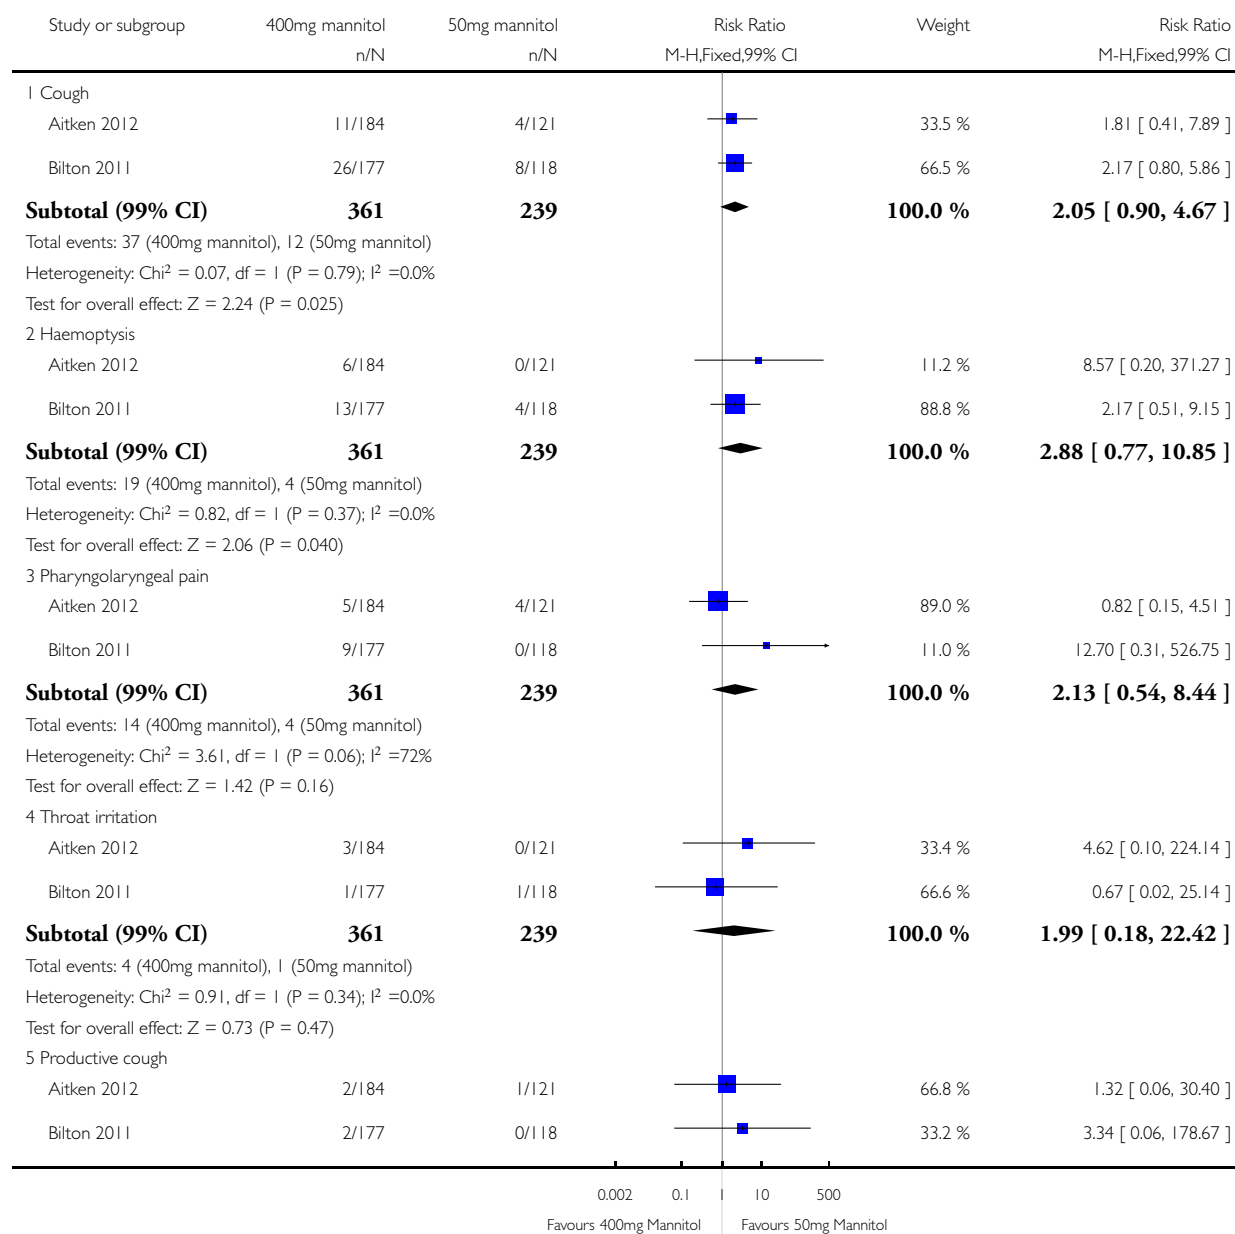 Study or subgroup 400mg mannitol 50mg mannitol Risk Ratio Weight Risk Ratio
n/N n/N M-H,Fixed,99% CI M-H,Fixed,99% CI
1 Cough
Aitken 2012 11/184 4/121 33.5 % 1.81 [ 0.41, 7.89 ]
Bilton 2011 26/177 8/118 66.5 % 2.17 [ 0.80, 5.86 ]
Subtotal (99% CI) 361 239 100.0 % 2.05 [ 0.90, 4.67 ]
Total events: 37 (400mg mannitol), 12 (50mg mannitol)
Heterogeneity: Chi² = 0.07, df = 1 (P = 0.79); I² =0.0%
Test for overall effect: Z = 2.24 (P = 0.025)
2 Haemoptysis
Aitken 2012 6/184 0/121 11.2 % 8.57 [ 0.20, 371.27 ]
Bilton 2011 13/177 4/118 88.8 % 2.17 [ 0.51, 9.15 ]
Subtotal (99% CI) 361 239 100.0 % 2.88 [ 0.77, 10.85 ]
Total events: 19 (400mg mannitol), 4 (50mg mannitol)
Heterogeneity: Chi² = 0.82, df = 1 (P = 0.37); I² =0.0%
Test for overall effect: Z = 2.06 (P = 0.040)
3 Pharyngolaryngeal pain
Aitken 2012 5/184 4/121 89.0 % 0.82 [ 0.15, 4.51 ]
Bilton 2011 9/177 0/118 11.0 % 12.70 [ 0.31, 526.75 ]
Subtotal (99% CI) 361 239 100.0 % 2.13 [ 0.54, 8.44 ]
Total events: 14 (400mg mannitol), 4 (50mg mannitol)
Heterogeneity: Chi² = 3.61, df = 1 (P = 0.06); I² =72%
Test for overall effect: Z = 1.42 (P = 0.16)
4 Throat irritation
Aitken 2012 3/184 0/121 33.4 % 4.62 [ 0.10, 224.14 ]
Bilton 2011 1/177 1/118 66.6 % 0.67 [ 0.02, 25.14 ]
Subtotal (99% CI) 361 239 100.0 % 1.99 [ 0.18, 22.42 ]
Total events: 4 (400mg mannitol), 1 (50mg mannitol)
Heterogeneity: Chi² = 0.91, df = 1 (P = 0.34); I² =0.0%
Test for overall effect: Z = 0.73 (P = 0.47)
5 Productive cough
Aitken 2012 2/184 1/121 66.8 % 1.32 [ 0.06, 30.40 ]
Bilton 2011 2/177 0/118 33.2 % 3.34 [ 0.06, 178.67 ]
0.002 0.1 1 10 500
Favours 400mg Mannitol Favours 50mg Mannitol